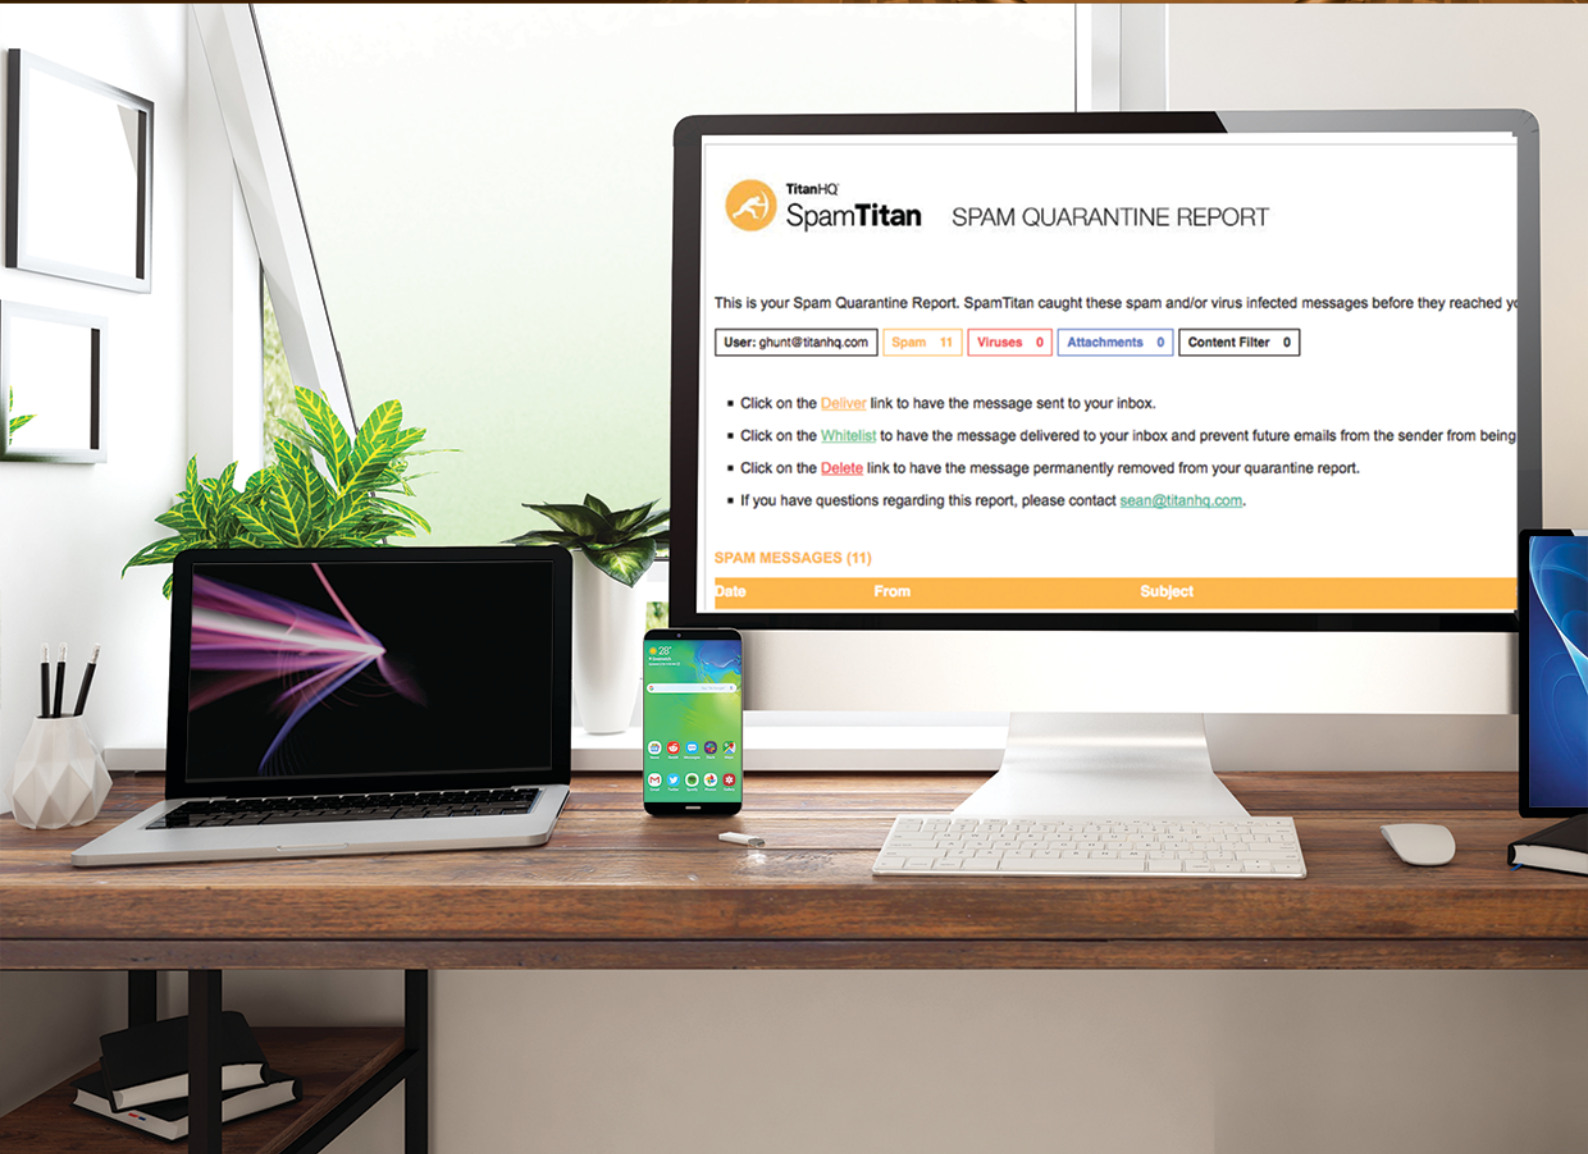 TitanHQ
SpamTitan SPAM QUARANTINE REPORT
This is your Spam Quarantine Report. SpamTitan caught these spam and/or virus infected messages before they reached yo
User: ghunt@titanhq.com Spam 11 Viruses 0 Attachments 0 Content Filter 0
▪ Click on the Deliver link to have the message sent to your inbox.
▪ Click on the Whitelist to have the message delivered to your inbox and prevent future emails from the sender from being
▪ Click on the Delete link to have the message permanently removed from your quarantine report.
▪ If you have questions regarding this report, please contact sean@titanhq.com.
SPAM MESSAGES (11)
Date From Subject
28°